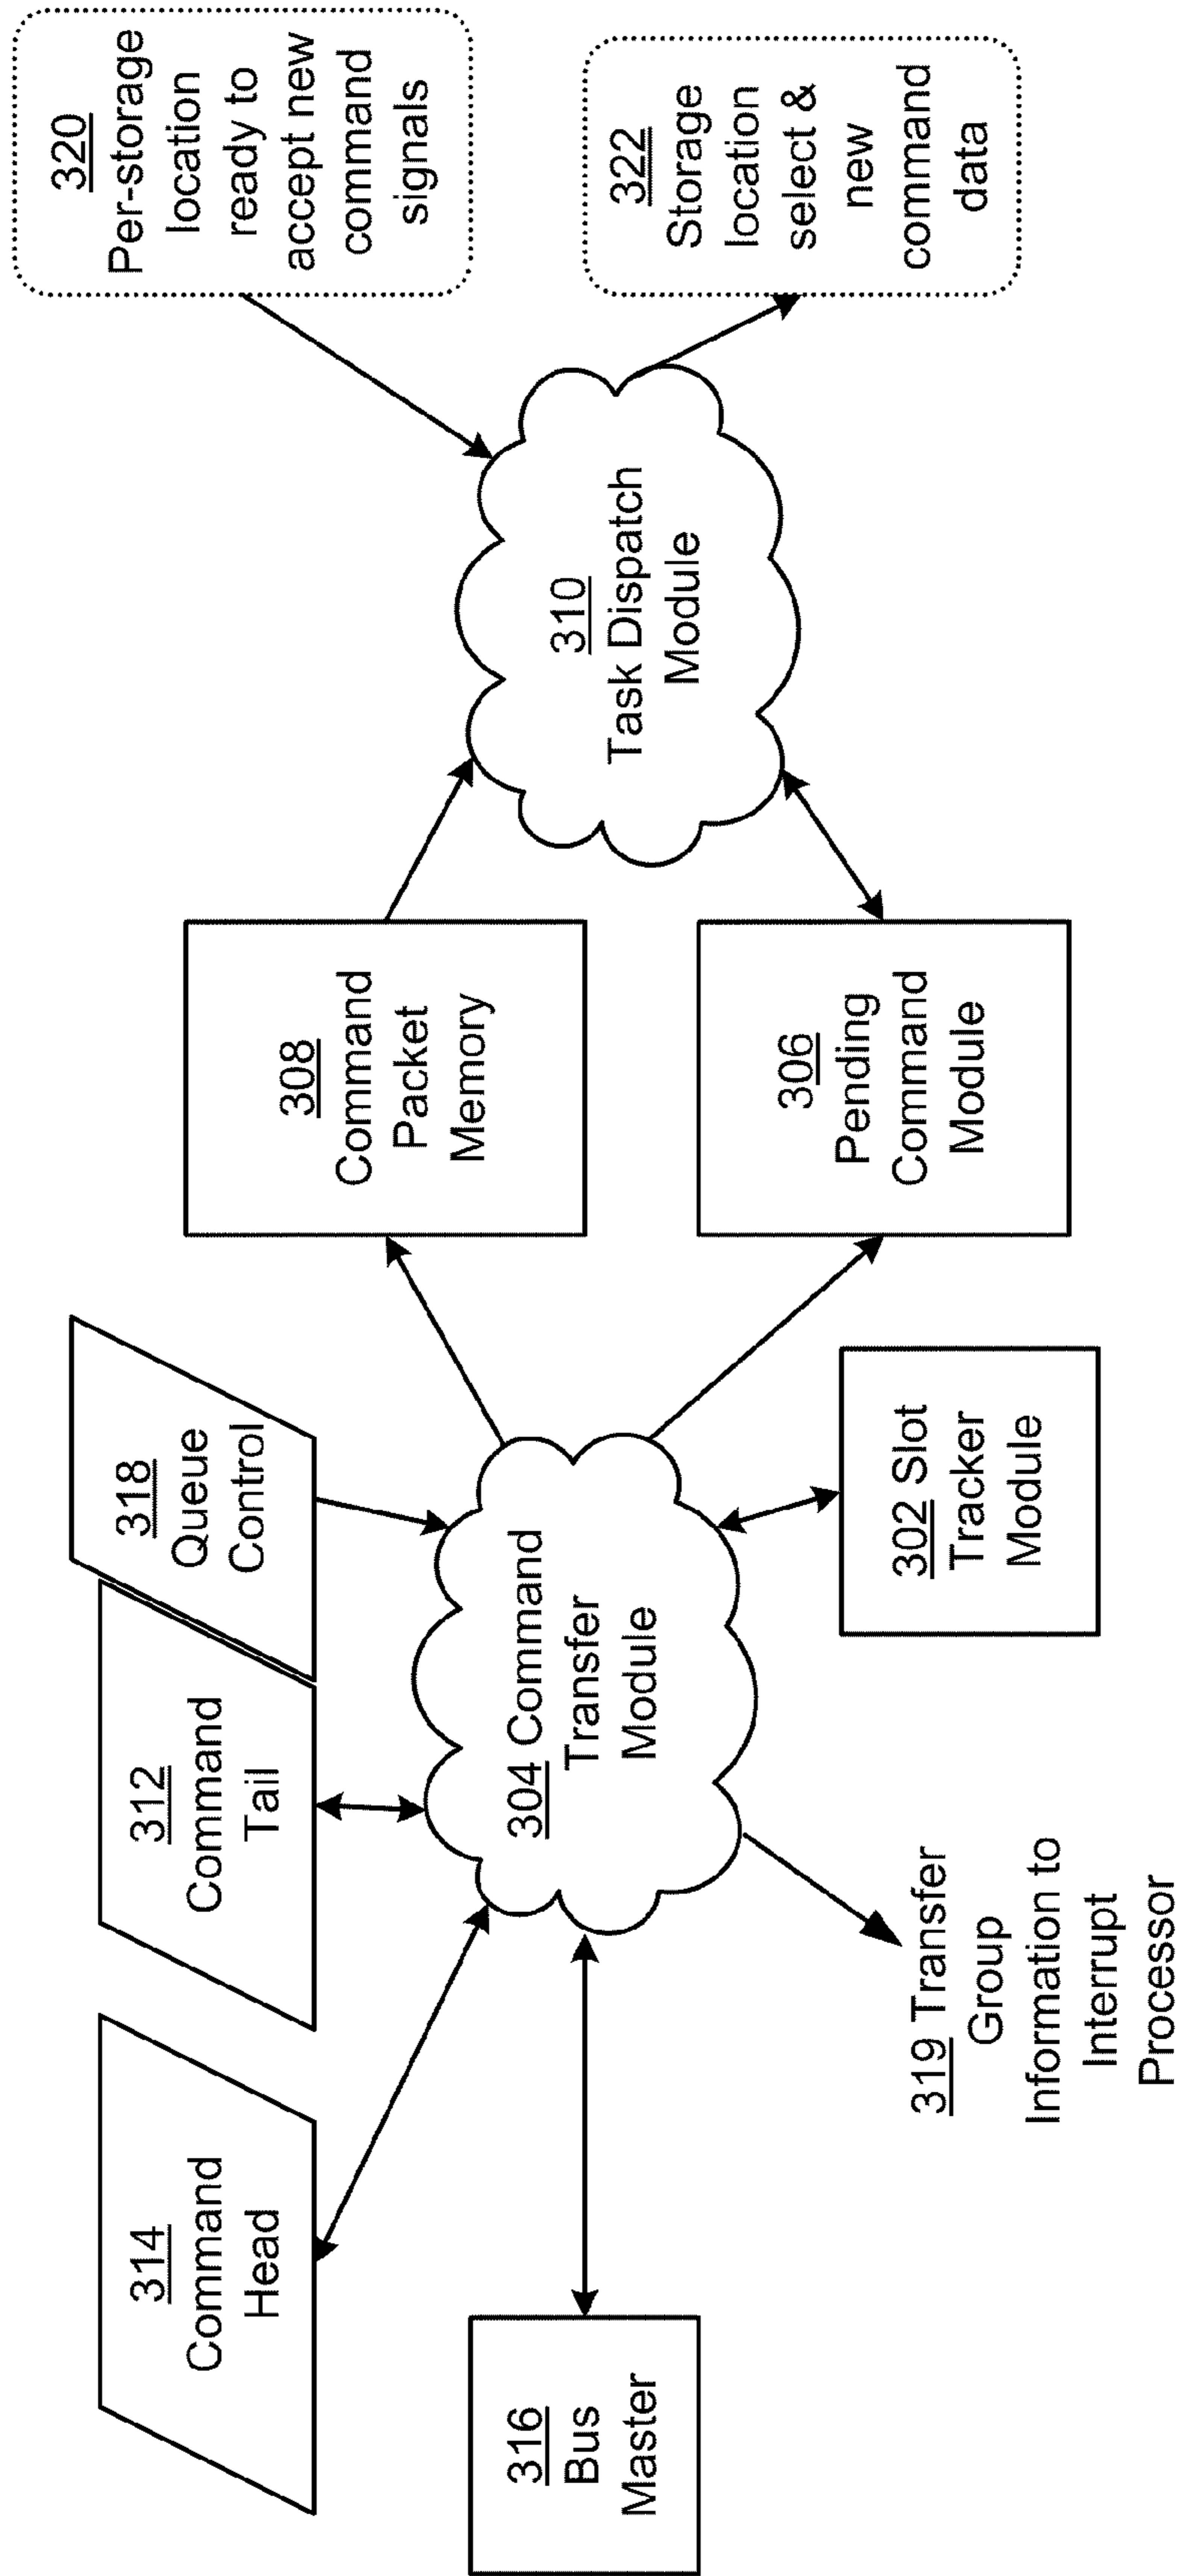 314
Command
Head
312
Command
Tail
318
Queue
Control
316
Bus
Master
304 Command
Transfer
Module
319 Transfer
Group
Information to
Interrupt
Processor
302 Slot
Tracker
Module
308
Command
Packet
Memory
306
Pending
Command
Module
310
Task Dispatch
Module
320
Per-storage
location
ready to
accept new
command
signals
322
Storage
location
select &
new
command
data